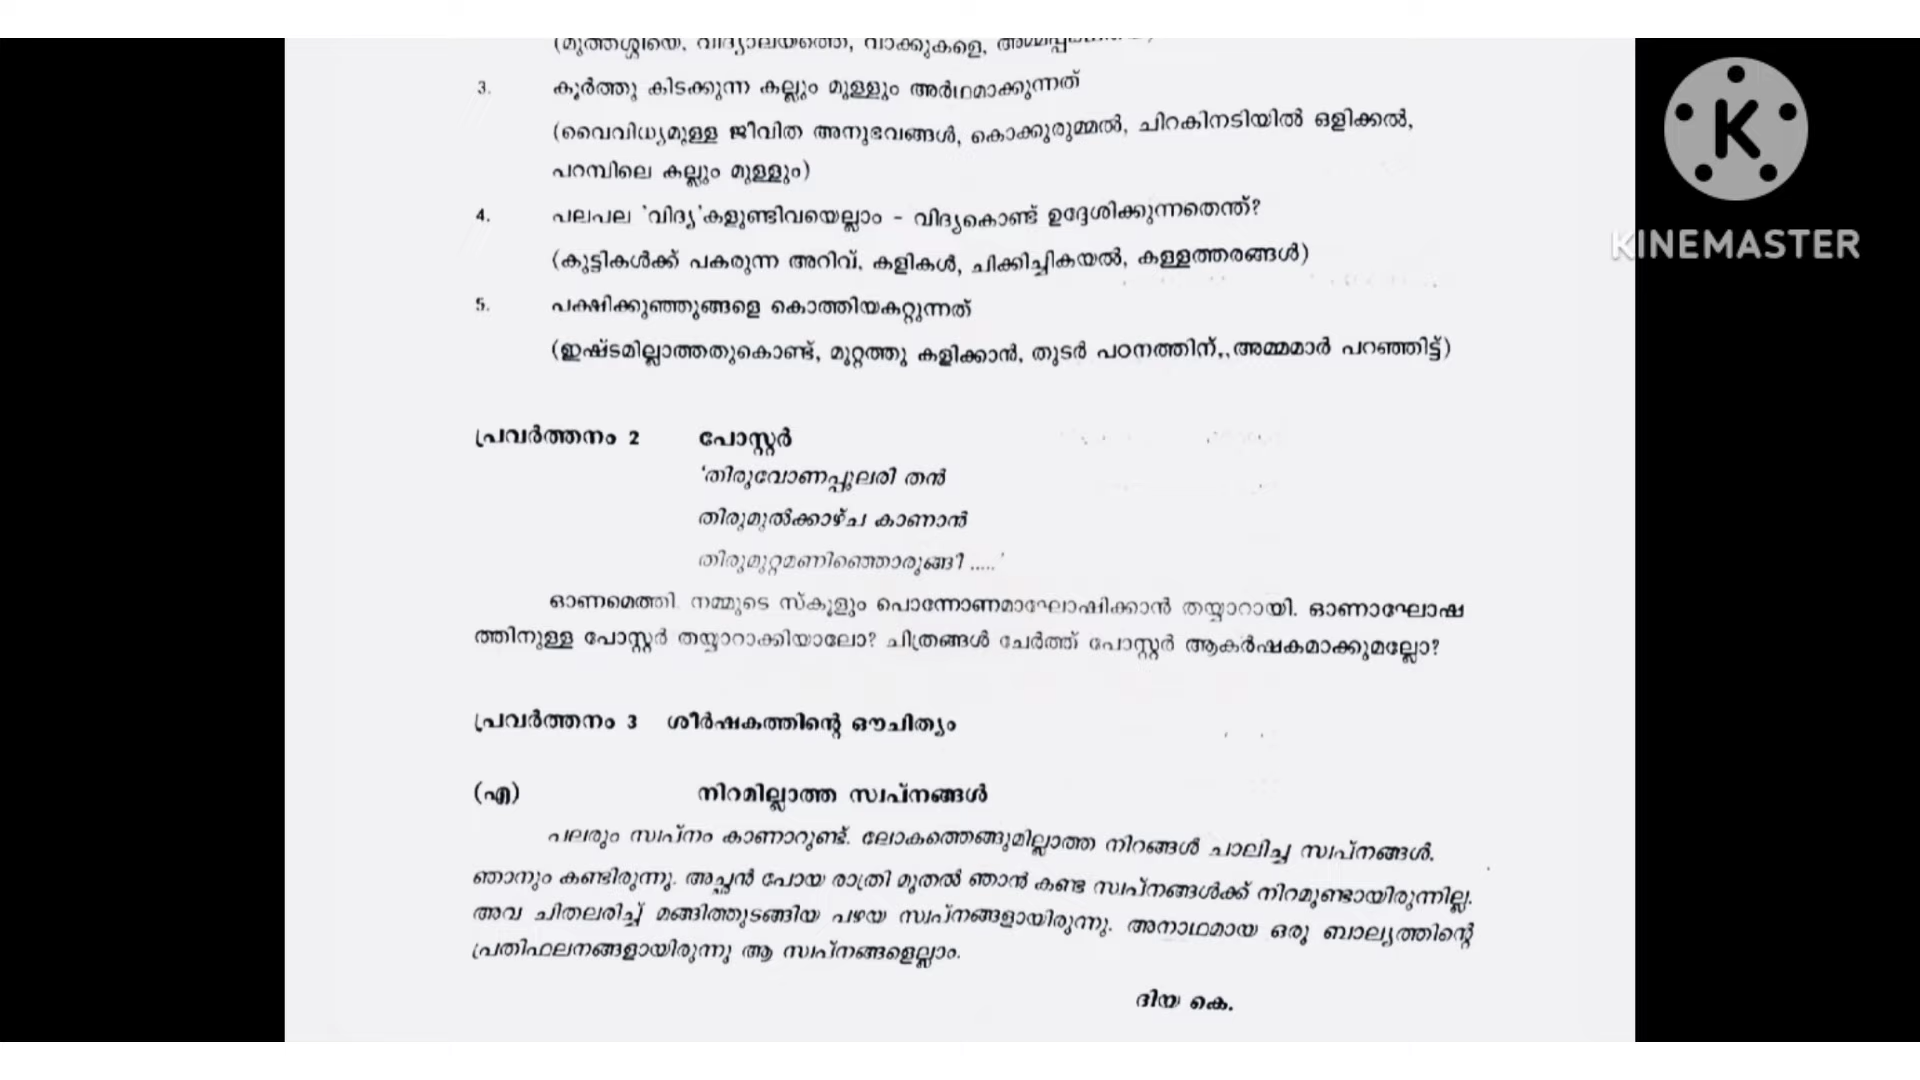 (മുത്തശ്ശിയെ, വിദ്യാലയത്തെ, വാക്കുകളെ,
3. കൂർത്തു കിടക്കുന്ന കല്ലും മുള്ളും അർഥമാക്കുന്നത്
(വൈവിധ്യമുള്ള ജീവിത അനുഭവങ്ങൾ, കൊക്കുരുമ്മൽ, ചിറകിനടിയിൽ ഒളിക്കൽ,
പറമ്പിലെ കല്ലും മുള്ളും)
4. പലപല 'വിദ്യ'കളുണ്ടിവയെല്ലാം - വിദ്യകൊണ്ട് ഉദ്ദേശിക്കുന്നതെന്ത്?
(കുട്ടികൾക്ക് പകരുന്ന അറിവ്, കളികൾ, ചിക്കിച്ചികയൽ, കള്ളത്തരങ്ങൾ)
5. പക്ഷിക്കുഞ്ഞുങ്ങളെ കൊത്തിയകറ്റുന്നത്
(ഇഷ്ടമില്ലാത്തതുകൊണ്ട്, മുറ്റത്തു കളിക്കാൻ, തുടർ പഠനത്തിന്,,അമ്മമാർ പറഞ്ഞിട്ട്)
പ്രവർത്തനം 2 പോസ്റ്റർ
'തിരുവോണപ്പുലരി തൻ
തിരുമുൽക്കാഴ്ച കാണാൻ
തിരുമുറ്റമണിഞ്ഞൊരുങ്ങീ .....'
ഓണമെത്തി. നമ്മുടെ സ്കൂളും പൊന്നോണമാഘോഷിക്കാൻ തയ്യാറായി. ഓണാഘോഷ
ത്തിനുള്ള പോസ്റ്റർ തയ്യാറാക്കിയാലോ? ചിത്രങ്ങൾ ചേർത്ത് പോസ്റ്റർ ആകർഷകമാക്കുമല്ലോ?
പ്രവർത്തനം 3 ശീർഷകത്തിന്റെ ഔചിത്യം
(എ) നിറമില്ലാത്ത സ്വപ്നങ്ങൾ
പലരും സ്വപ്നം കാണാറുണ്ട്. ലോകത്തെങ്ങുമില്ലാത്ത നിറങ്ങൾ ചാലിച്ച സ്വപ്നങ്ങൾ.
ഞാനും കണ്ടിരുന്നു. അച്ഛൻ പോയ രാത്രി മുതൽ ഞാൻ കണ്ട സ്വപ്നങ്ങൾക്ക് നിറമുണ്ടായിരുന്നില്ല.
അവ ചിതലരിച്ച് മങ്ങിത്തുടങ്ങിയ പഴയ സ്വപ്നങ്ങളായിരുന്നു. അനാഥമായ ഒരു ബാല്യത്തിന്റെ
പ്രതിഫലനങ്ങളായിരുന്നു ആ സ്വപ്നങ്ങളെല്ലാം.
ദിയ കെ.
K
KINEMASTER